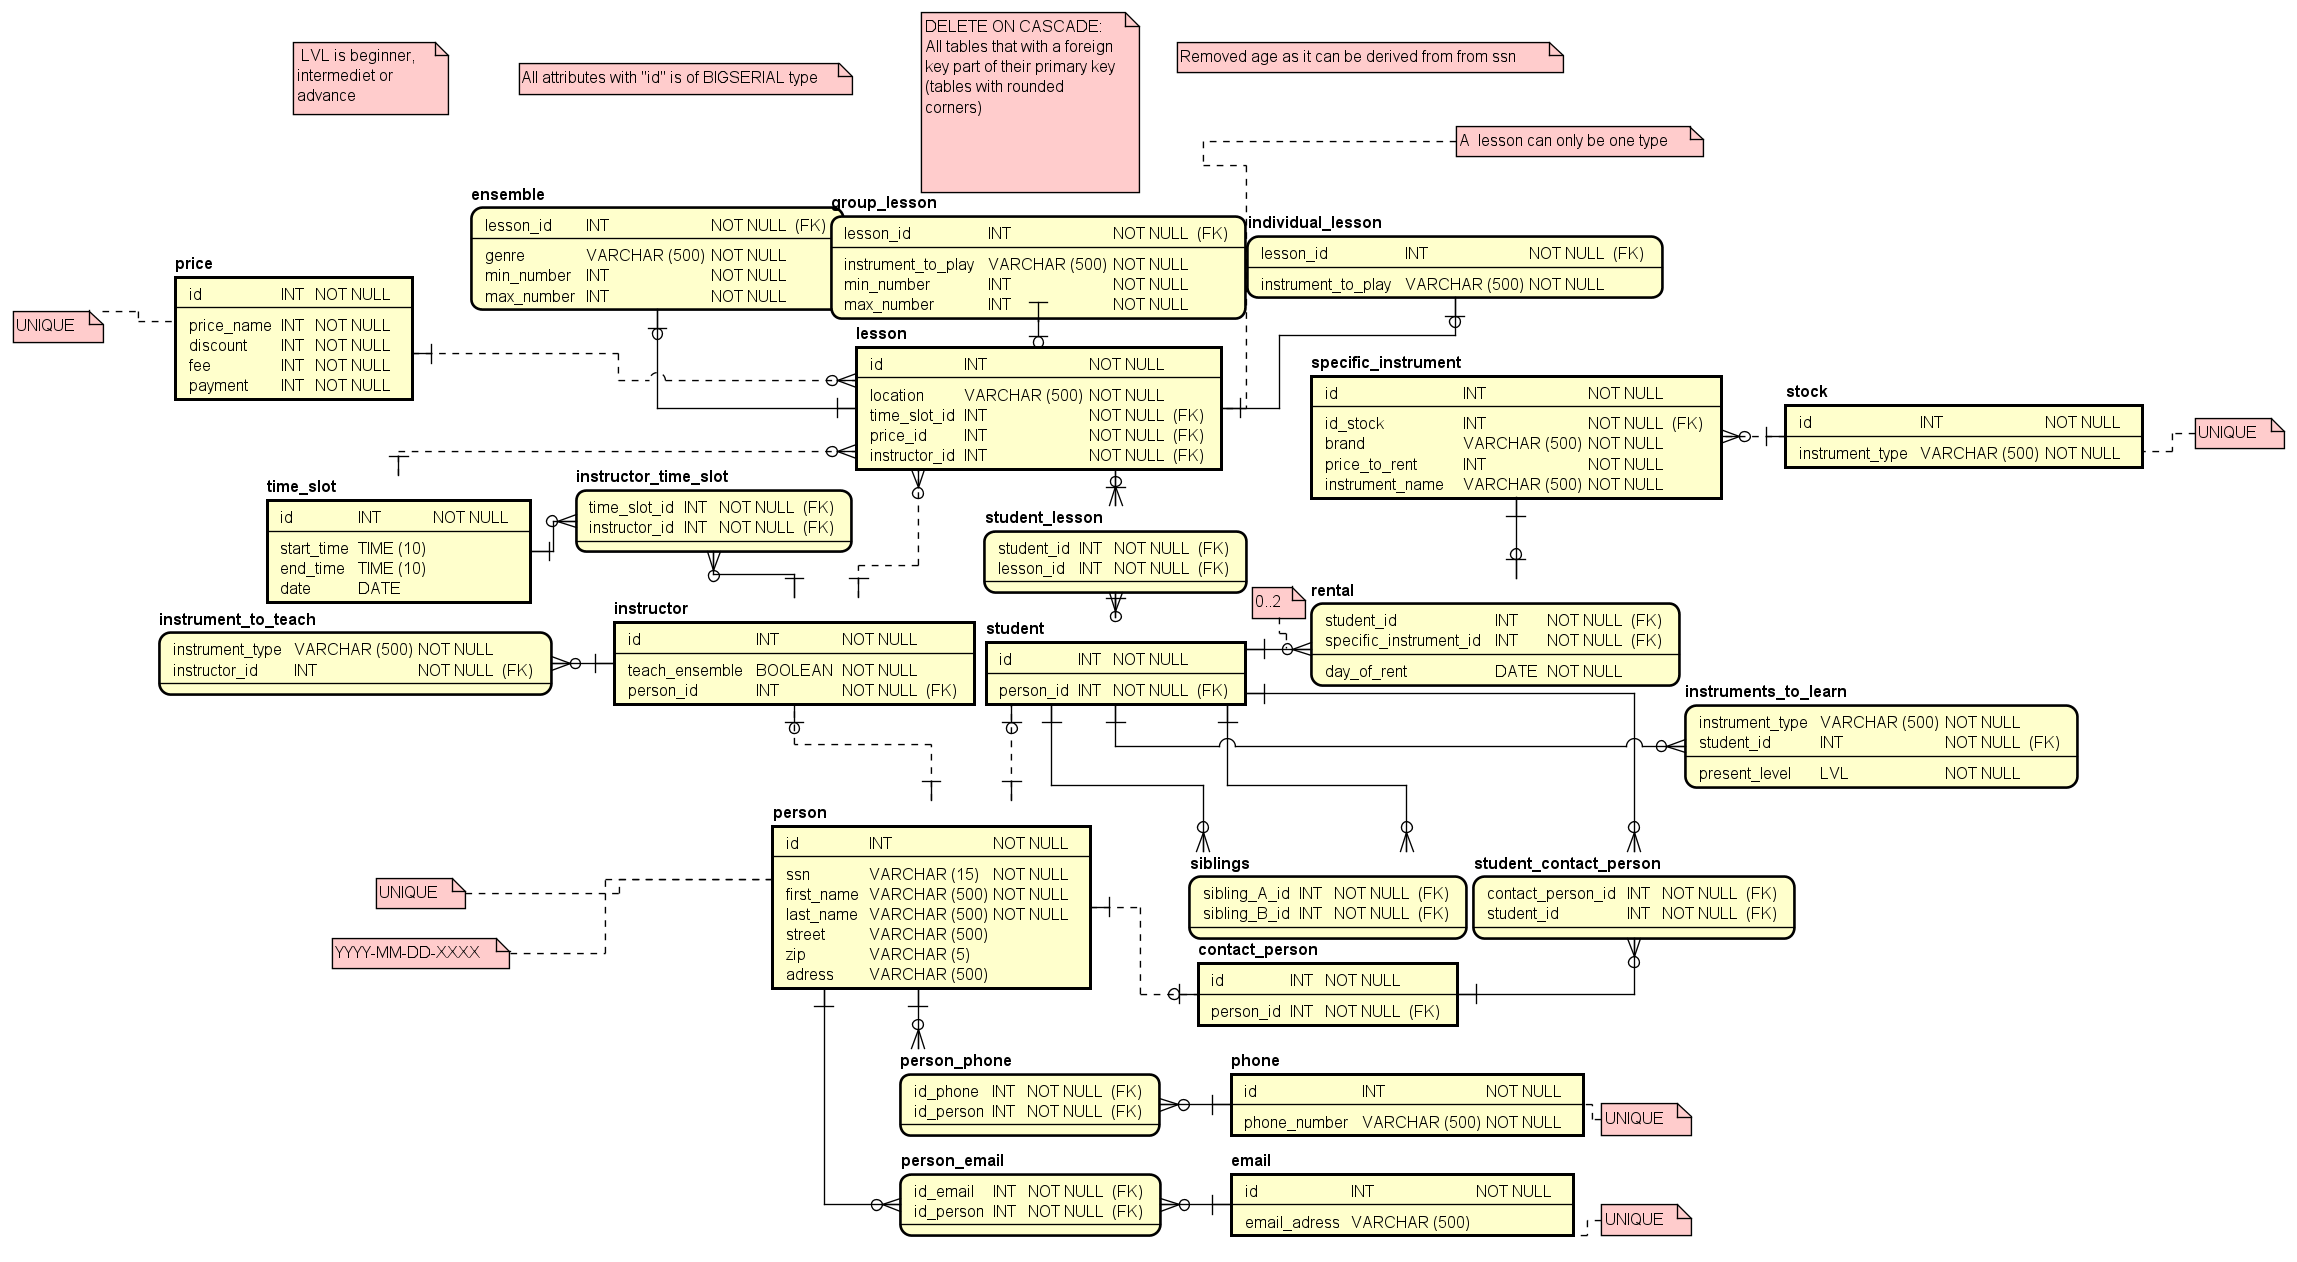 LVL is beginner,
intermediet or
advance
All attributes with "id" is of BIGSERIAL type
DELETE ON CASCADE:
All tables that with a foreign
key part of their primary key
(tables with rounded
corners)
Removed age as it can be derived from from ssn
A  lesson can only be one type
ensemble
lesson_id INT NOT NULL (FK)
genre VARCHAR (500) NOT NULL
min_number INT NOT NULL
max_number INT NOT NULL
group_lesson
lesson_id INT NOT NULL (FK)
instrument_to_play VARCHAR (500) NOT NULL
min_number INT NOT NULL
max_number INT NOT NULL
individual_lesson
lesson_id INT NOT NULL (FK)
instrument_to_play VARCHAR (500) NOT NULL
price
id INT NOT NULL
price_name INT NOT NULL
discount INT NOT NULL
fee INT NOT NULL
payment INT NOT NULL
UNIQUE
lesson
id INT NOT NULL
location VARCHAR (500) NOT NULL
time_slot_id INT NOT NULL (FK)
price_id INT NOT NULL (FK)
instructor_id INT NOT NULL (FK)
specific_instrument
id INT NOT NULL
id_stock INT NOT NULL (FK)
brand VARCHAR (500) NOT NULL
price_to_rent INT NOT NULL
instrument_name VARCHAR (500) NOT NULL
stock
id INT NOT NULL
instrument_type VARCHAR (500) NOT NULL
UNIQUE
time_slot
id INT NOT NULL
start_time TIME (10)
end_time TIME (10)
date DATE
instructor_time_slot
time_slot_id INT NOT NULL (FK)
instructor_id INT NOT NULL (FK)
student_lesson
student_id INT NOT NULL (FK)
lesson_id INT NOT NULL (FK)
0..2
rental
student_id INT NOT NULL (FK)
specific_instrument_id INT NOT NULL (FK)
day_of_rent DATE NOT NULL
instrument_to_teach
instrument_type VARCHAR (500) NOT NULL
instructor_id INT NOT NULL (FK)
instructor
id INT NOT NULL
teach_ensemble BOOLEAN NOT NULL
person_id INT NOT NULL (FK)
student
id INT NOT NULL
person_id INT NOT NULL (FK)
instruments_to_learn
instrument_type VARCHAR (500) NOT NULL
student_id INT NOT NULL (FK)
present_level LVL NOT NULL
person
id INT NOT NULL
ssn VARCHAR (15) NOT NULL
first_name VARCHAR (500) NOT NULL
last_name VARCHAR (500) NOT NULL
street VARCHAR (500)
zip VARCHAR (5)
adress VARCHAR (500)
UNIQUE
YYYY-MM-DD-XXXX
siblings
sibling_A_id INT NOT NULL (FK)
sibling_B_id INT NOT NULL (FK)
student_contact_person
contact_person_id INT NOT NULL (FK)
student_id INT NOT NULL (FK)
contact_person
id INT NOT NULL
person_id INT NOT NULL (FK)
person_phone
id_phone INT NOT NULL (FK)
id_person INT NOT NULL (FK)
phone
id INT NOT NULL
phone_number VARCHAR (500) NOT NULL
UNIQUE
person_email
id_email INT NOT NULL (FK)
id_person INT NOT NULL (FK)
email
id INT NOT NULL
email_adress VARCHAR (500)
UNIQUE